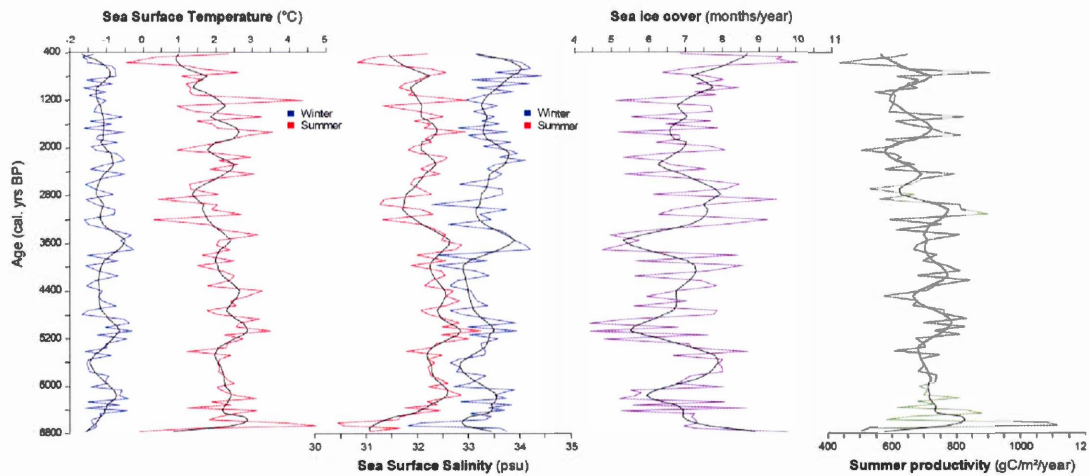 Sea Surface Temperature (°C)
Sea ice cover (months/year)
-2 -1 0 1 2 3 4 5
4 5 6 7 8 9 10 11
Age (cal. yrs BP)
400
1200
2000
2800
3600
4400
5200
6000
6800
Winter
Summer
Winter
Summer
30 31 32 33 34 35
400 600 800 1000 12
Sea Surface Salinity (psu)
Summer productivity (gC/m²/year)